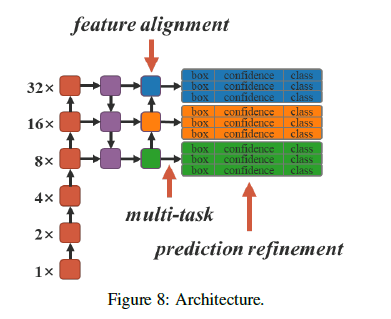 feature alignment
32×
box confidence class
box confidence class
box confidence class
16×
box confidence class
box confidence class
box confidence class
8×
box confidence class
box confidence class
box confidence class
4×
multi-task
2×
prediction refinement
1×
Figure 8: Architecture.